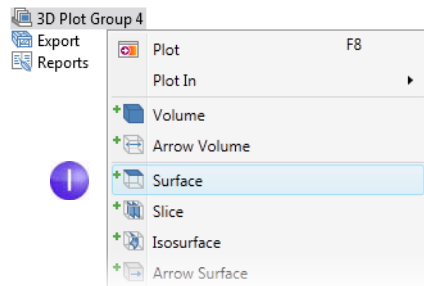 3D Plot Group 4
Export
Reports
Plot F8
Plot In
Volume
Arrow Volume
Surface
Slice
Isosurface
Arrow Surface